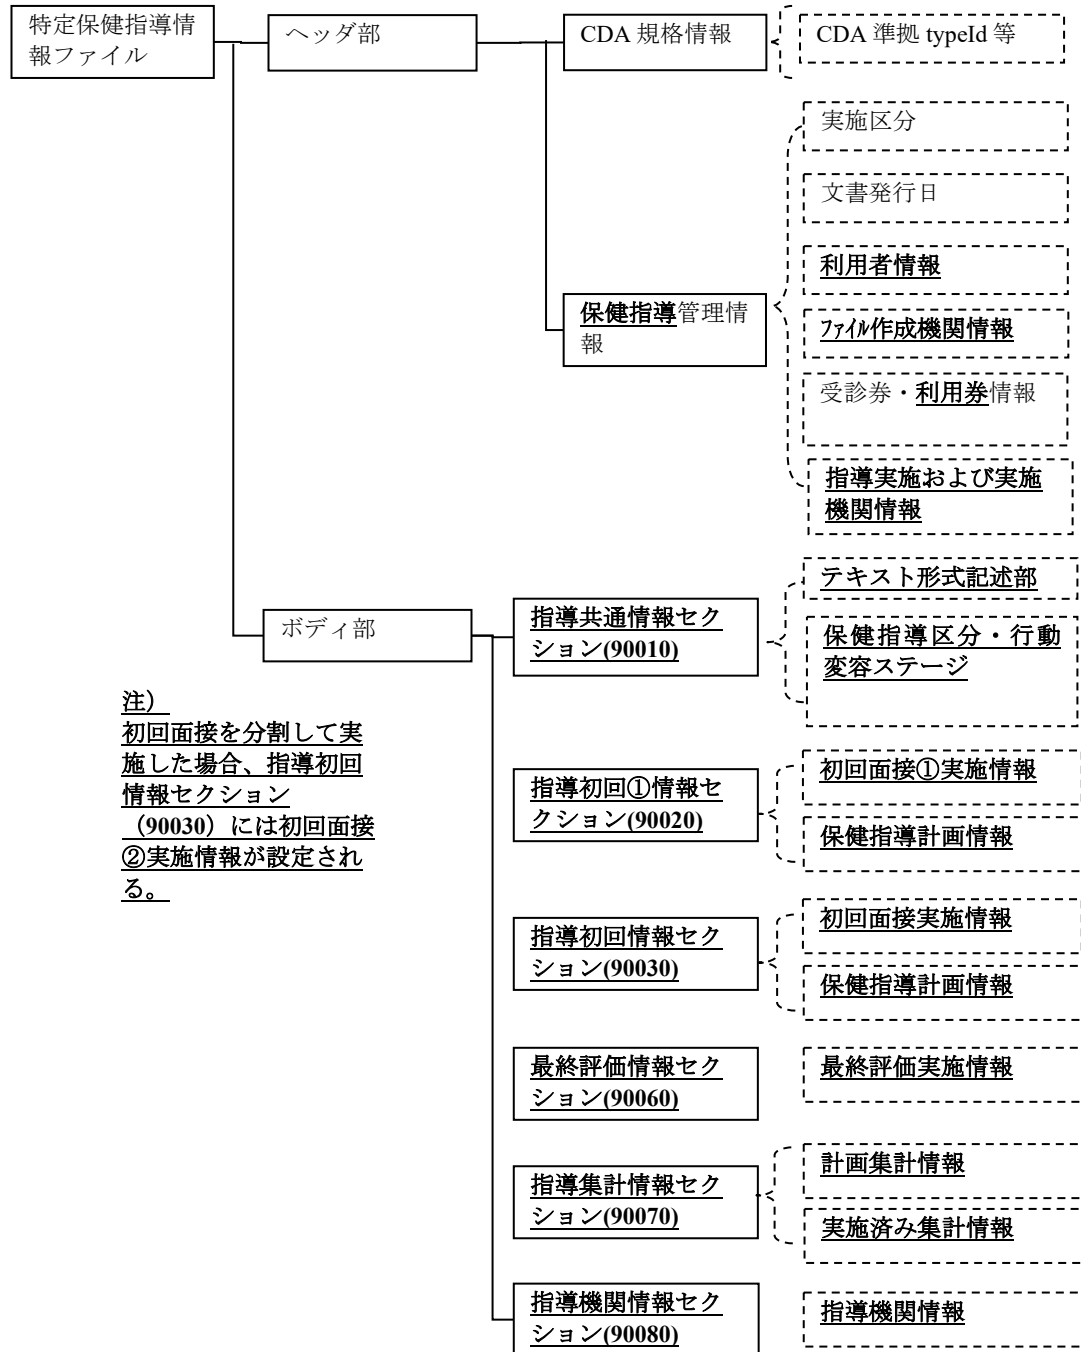 特定保健指導情
報ファイル
ヘッダ部
CDA 規格情報
CDA 準拠 typeId 等
実施区分
文書発行日
利用者情報
ﾌｧｲﾙ作成機関情報
保健指導管理情
報
受診券・利用券情報
指導実施および実施
機関情報
ボディ部
指導共通情報セク
ション(90010)
テキスト形式記述部
保健指導区分・行動
変容ステージ
注）
初回面接を分割して実
施した場合、指導初回
情報セクション
（90030）には初回面接
②実施情報が設定され
る。
指導初回①情報セ
クション(90020)
初回面接①実施情報
保健指導計画情報
指導初回情報セク
ション(90030)
初回面接実施情報
保健指導計画情報
最終評価情報セク
ション(90060)
最終評価実施情報
指導集計情報セク
ション(90070)
計画集計情報
実施済み集計情報
指導機関情報セク
ション(90080)
指導機関情報